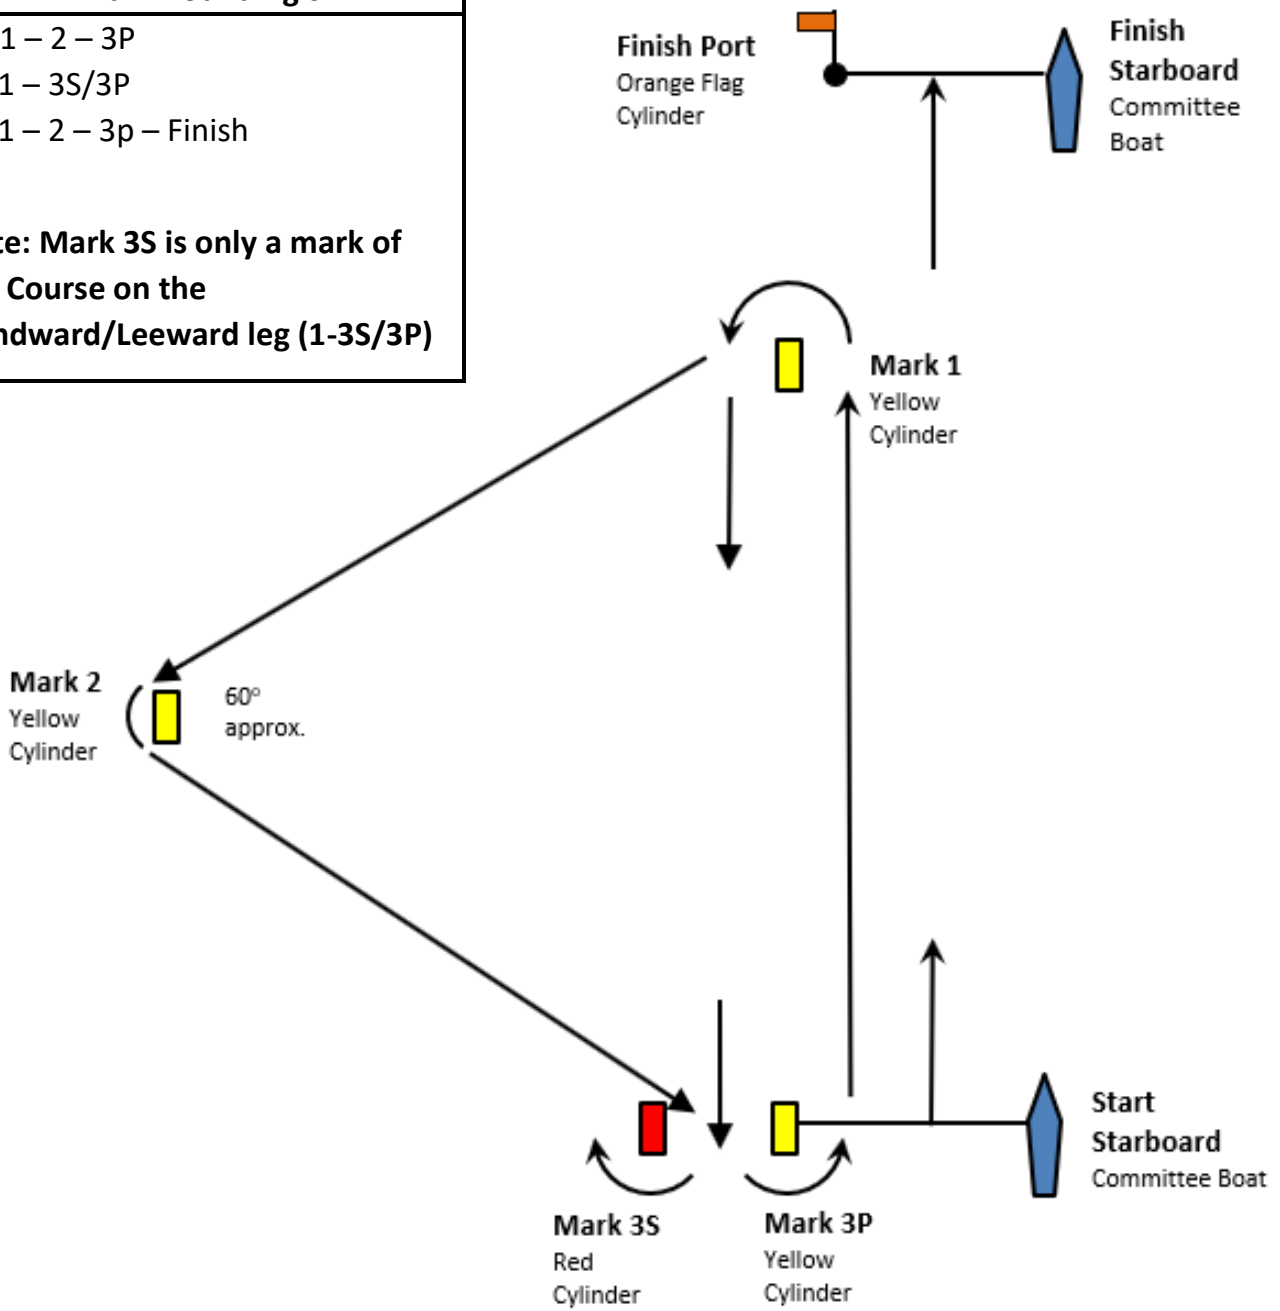 1 – 2 – 3P
1 – 3S/3P
1 – 2 – 3p – Finish
Mark 3S is only a mark of
Course on the
/Leeward leg (1-3S/3P)
Finish Port
Orange Flag
Cylinder
Finish
Starboard
Committee
Boat
Mark 1
Yellow
Cylinder
Mark 2
Yellow
Cylinder
60°
approx.
Start
Starboard
Committee Boat
Mark 3S
Red
Cylinder
Mark 3P
Yellow
Cylinder